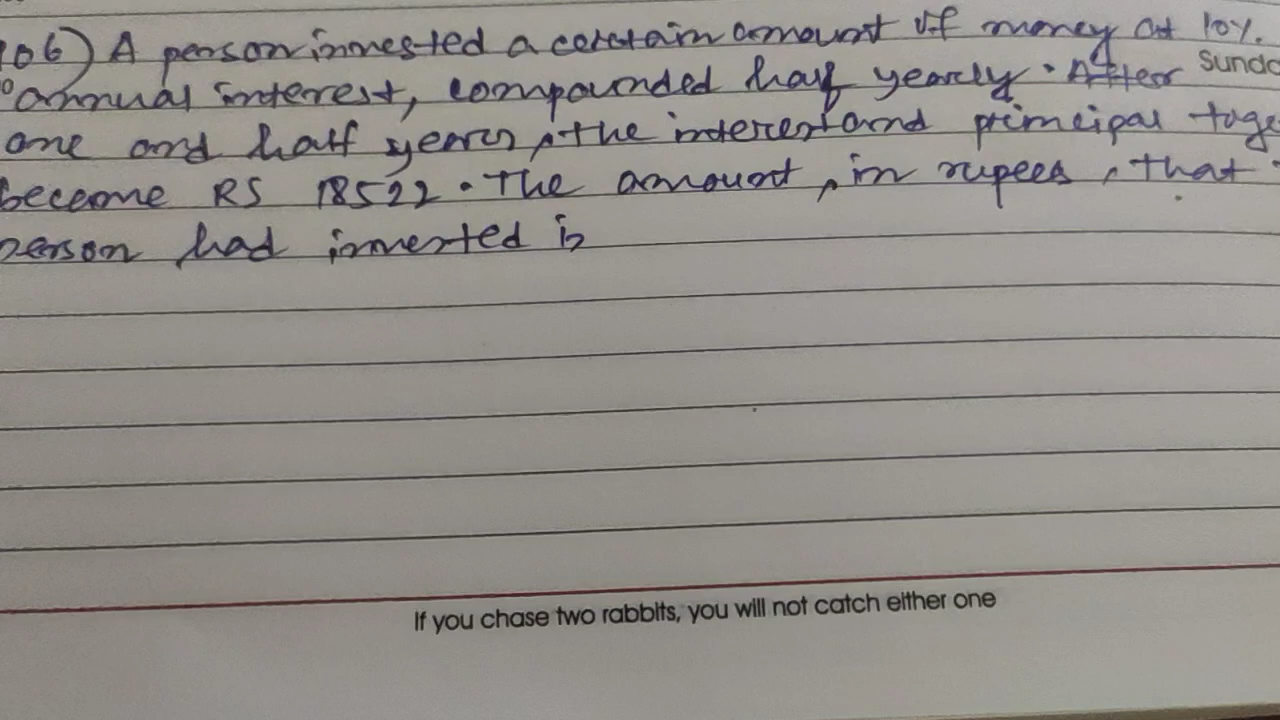 106) A person invested a certain amount of money at 10%.
Sunda
annual interest, compounded half yearly. After
one and half years, the interest and principal toge
become RS 18522. The amount, in rupees, that
person had invested is
If you chase two rabbits, you will not catch either one